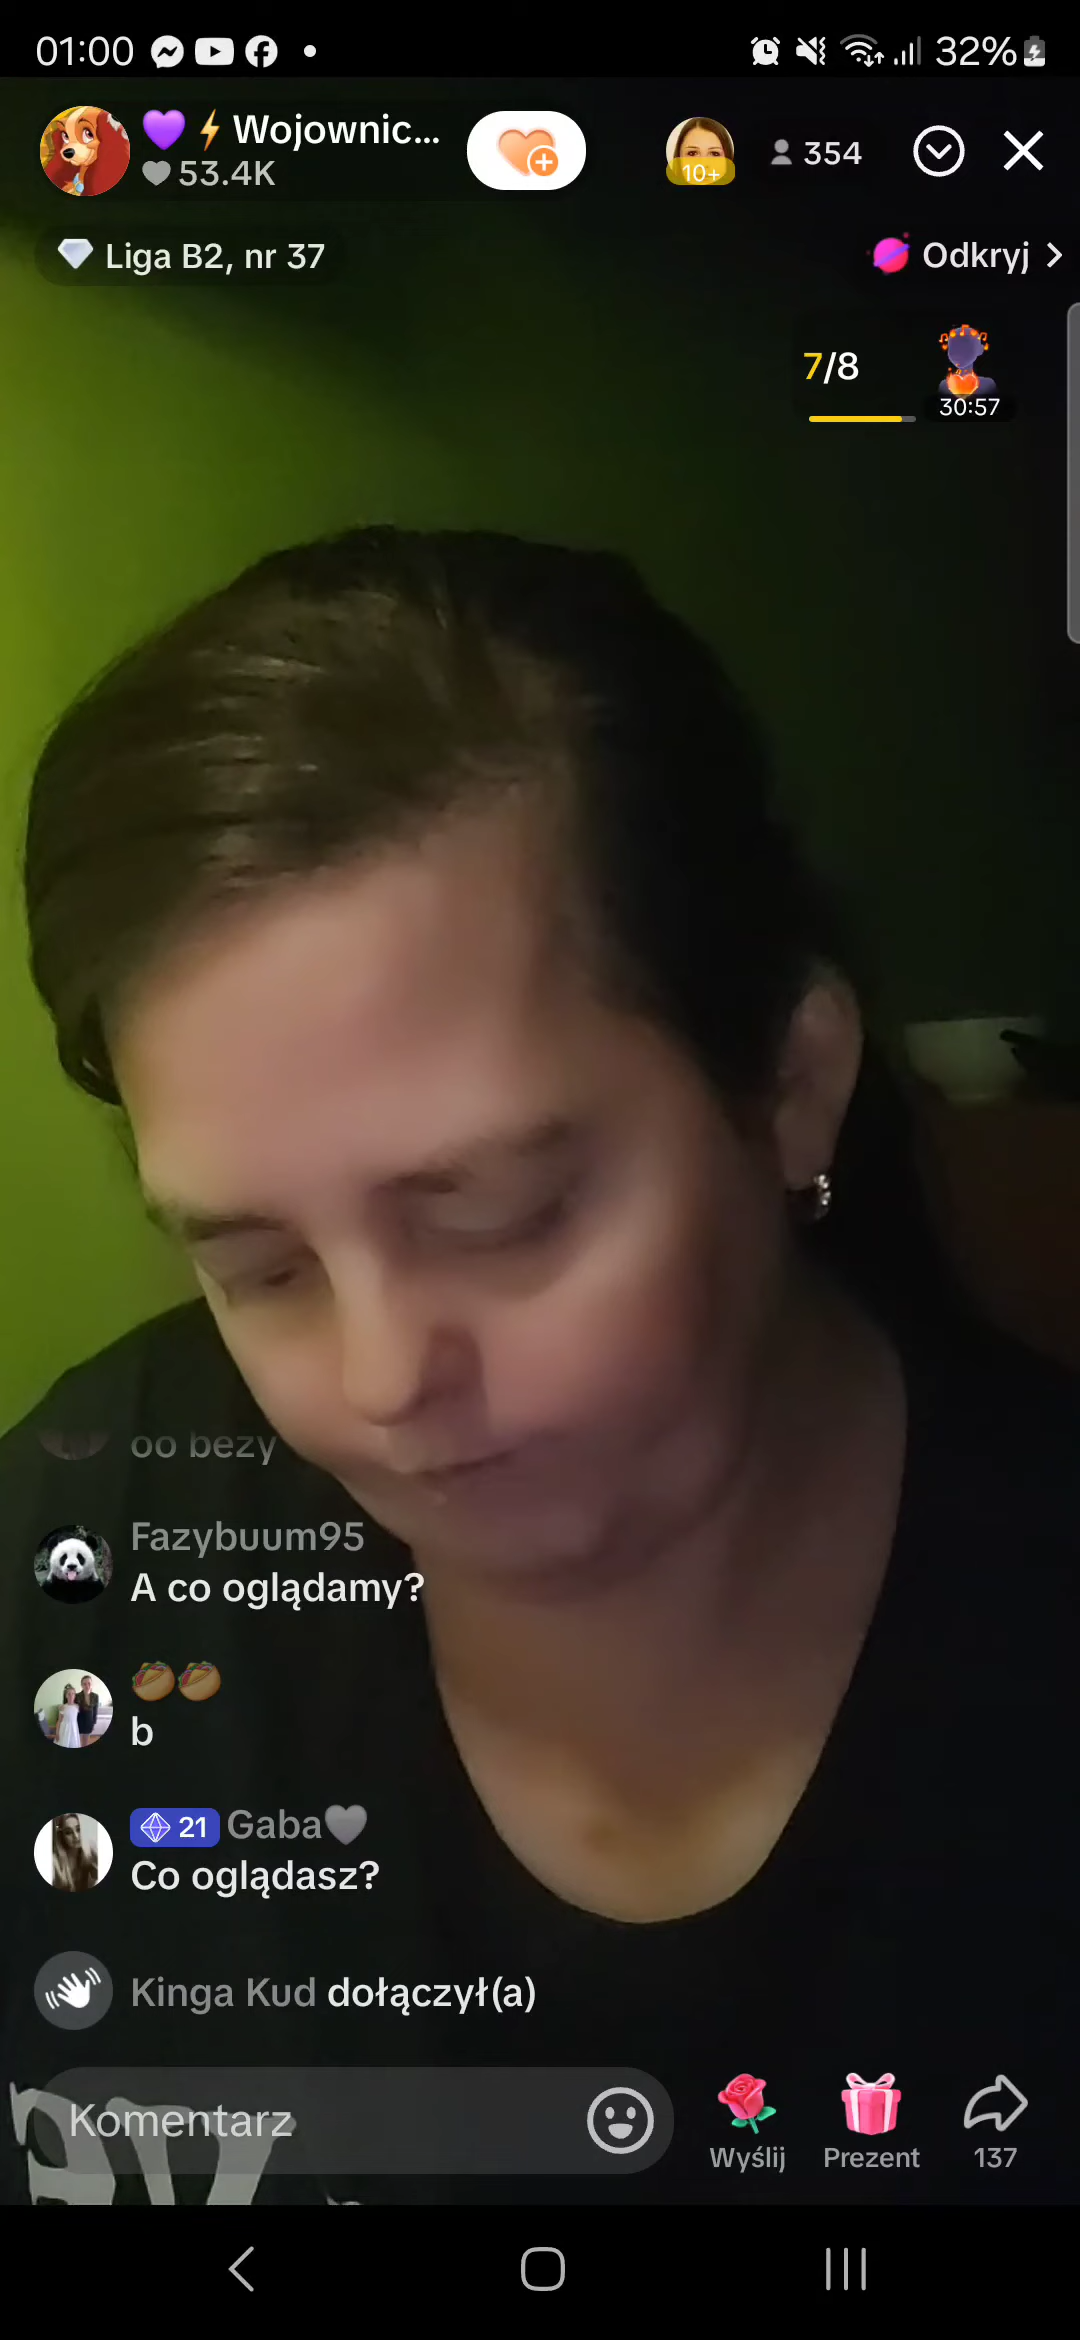 01:00
32%
💜⚡Wojownic...
53.4K
10+
354
Liga B2, nr 37
Odkryj
7/8
30:57
oo bezy
Fazybuum95
A co oglądamy?
🥙🥙
b
21 Gaba🩶
Co oglądasz?
Kinga Kud dołączył(a)
Komentarz
Wyślij
Prezent
137